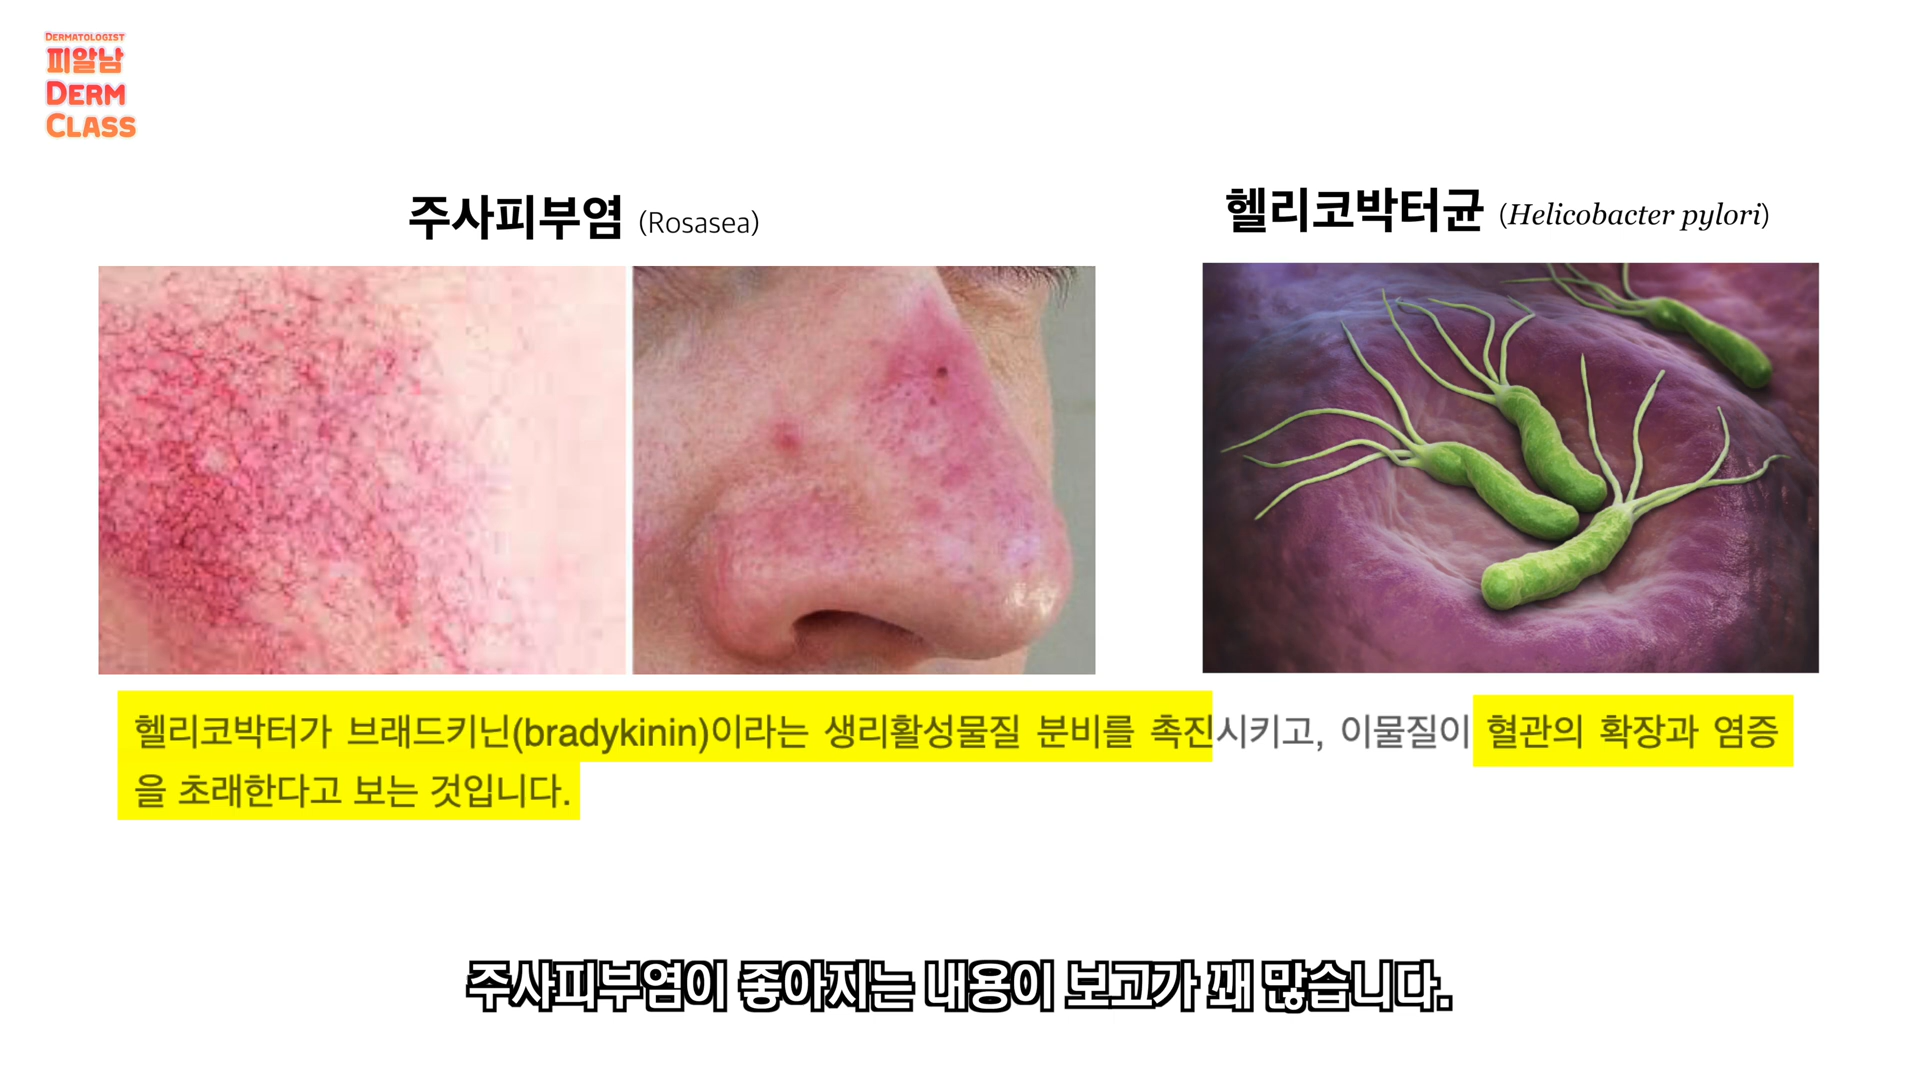 DERMATOLOGIST
피알남
DERM
CLASS
주사피부염 (Rosasea)
헬리코박터균 (Helicobacter pylori)
헬리코박터가 브래드키닌(bradykinin)이라는 생리활성물질 분비를 촉진시키고, 이물질이 혈관의 확장과 염증
을 초래한다고 보는 것입니다.
주사피부염이 좋아지는 내용이 보고가 꽤 많습니다.